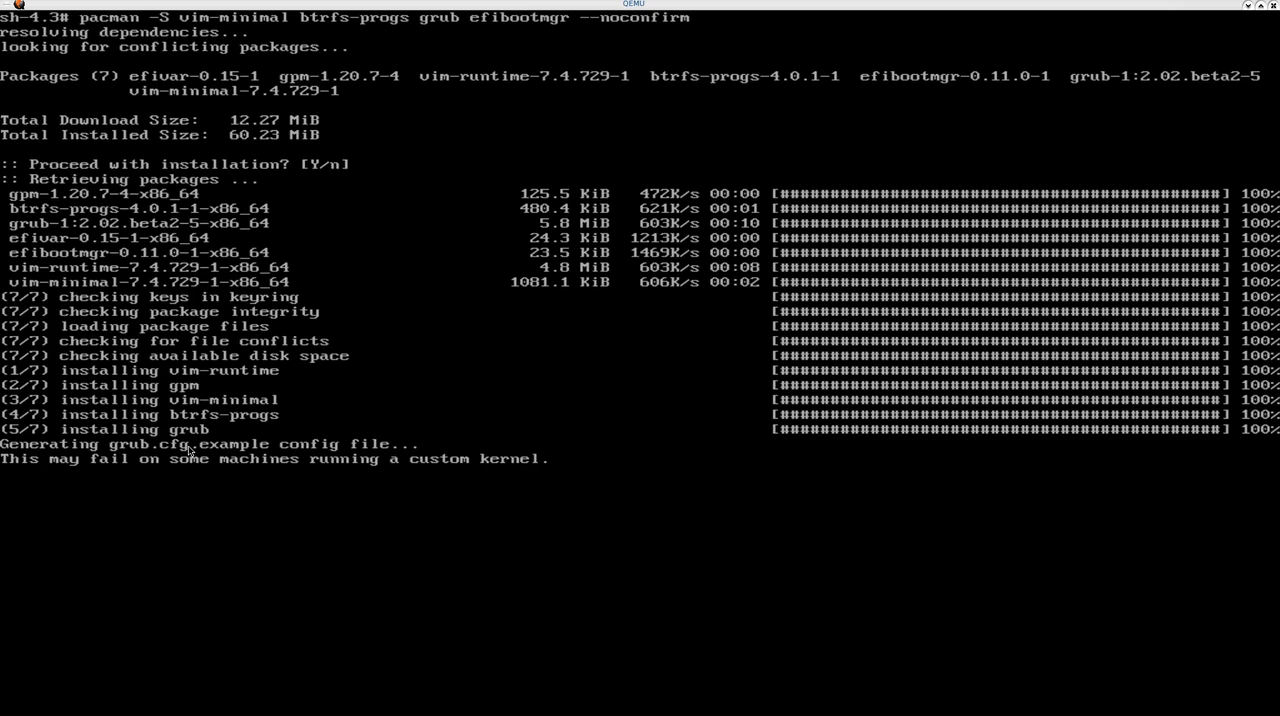 QEMU
sh-4.3# pacman -S vim-minimal btrfs-progs grub efibootmgr --noconfirm
resolving dependencies...
looking for conflicting packages...
Packages (7) efivar-0.15-1  gpm-1.20.7-4  vim-runtime-7.4.729-1  btrfs-progs-4.0.1-1  efibootmgr-0.11.0-1  grub-1:2.02.beta2-5
vim-minimal-7.4.729-1
Total Download Size:   12.27 MiB
Total Installed Size:  60.23 MiB
:: Proceed with installation? [Y/n]
:: Retrieving packages ...
gpm-1.20.7-4-x86_64 125.5 KiB 472K/s 00:00 [############################################] 100%
btrfs-progs-4.0.1-1-x86_64 480.4 KiB 621K/s 00:01 [############################################] 100%
grub-1:2.02.beta2-5-x86_64 5.8 MiB 603K/s 00:10 [############################################] 100%
efivar-0.15-1-x86_64 24.3 KiB 1213K/s 00:00 [############################################] 100%
efibootmgr-0.11.0-1-x86_64 23.5 KiB 1469K/s 00:00 [############################################] 100%
vim-runtime-7.4.729-1-x86_64 4.8 MiB 603K/s 00:08 [############################################] 100%
vim-minimal-7.4.729-1-x86_64 1081.1 KiB 606K/s 00:02 [############################################] 100%
(7/7) checking keys in keyring [############################################] 100%
(7/7) checking package integrity [############################################] 100%
(7/7) loading package files [############################################] 100%
(7/7) checking for file conflicts [############################################] 100%
(7/7) checking available disk space [############################################] 100%
(1/7) installing vim-runtime [############################################] 100%
(2/7) installing gpm [############################################] 100%
(3/7) installing vim-minimal [############################################] 100%
(4/7) installing btrfs-progs [############################################] 100%
(5/7) installing grub [############################################] 100%
Generating grub.cfg.example config file...
This may fail on some machines running a custom kernel.